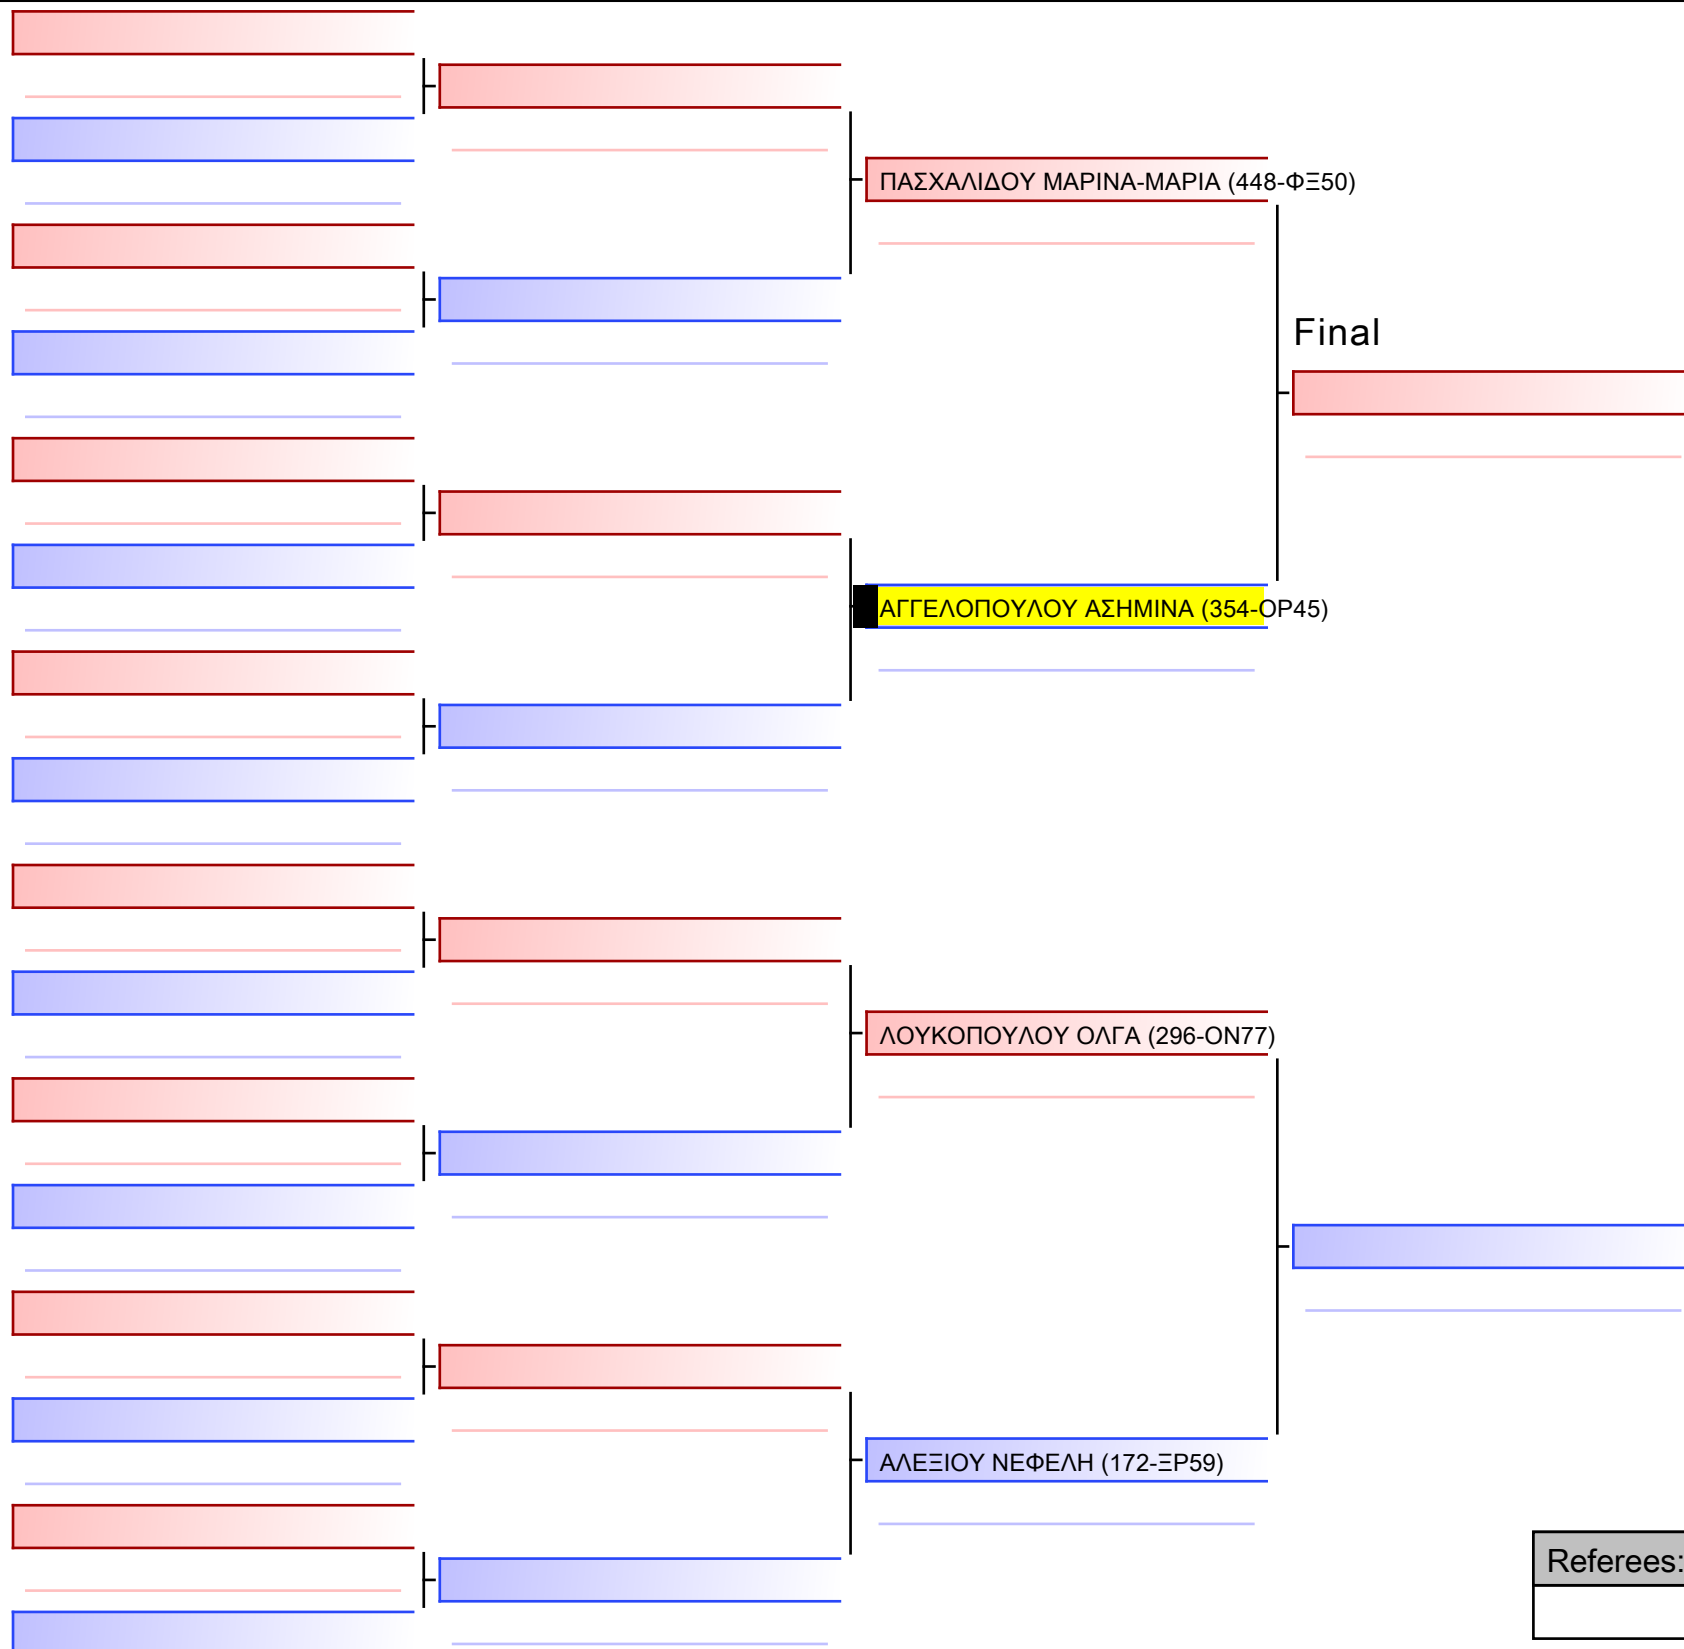 ΠΑΣΧΑΛΙΔΟΥ ΜΑΡΙΝΑ-ΜΑΡΙΑ (448-ΦΞ50)
Final
ΑΓΓΕΛΟΠΟΥΛΟΥ ΑΣΗΜΙΝΑ (354-ΟΡ45)
ΛΟΥΚΟΠΟΥΛΟΥ ΟΛΓΑ (296-ΟΝ77)
ΑΛΕΞΙΟΥ ΝΕΦΕΛΗ (172-ΞΡ59)
Referees: